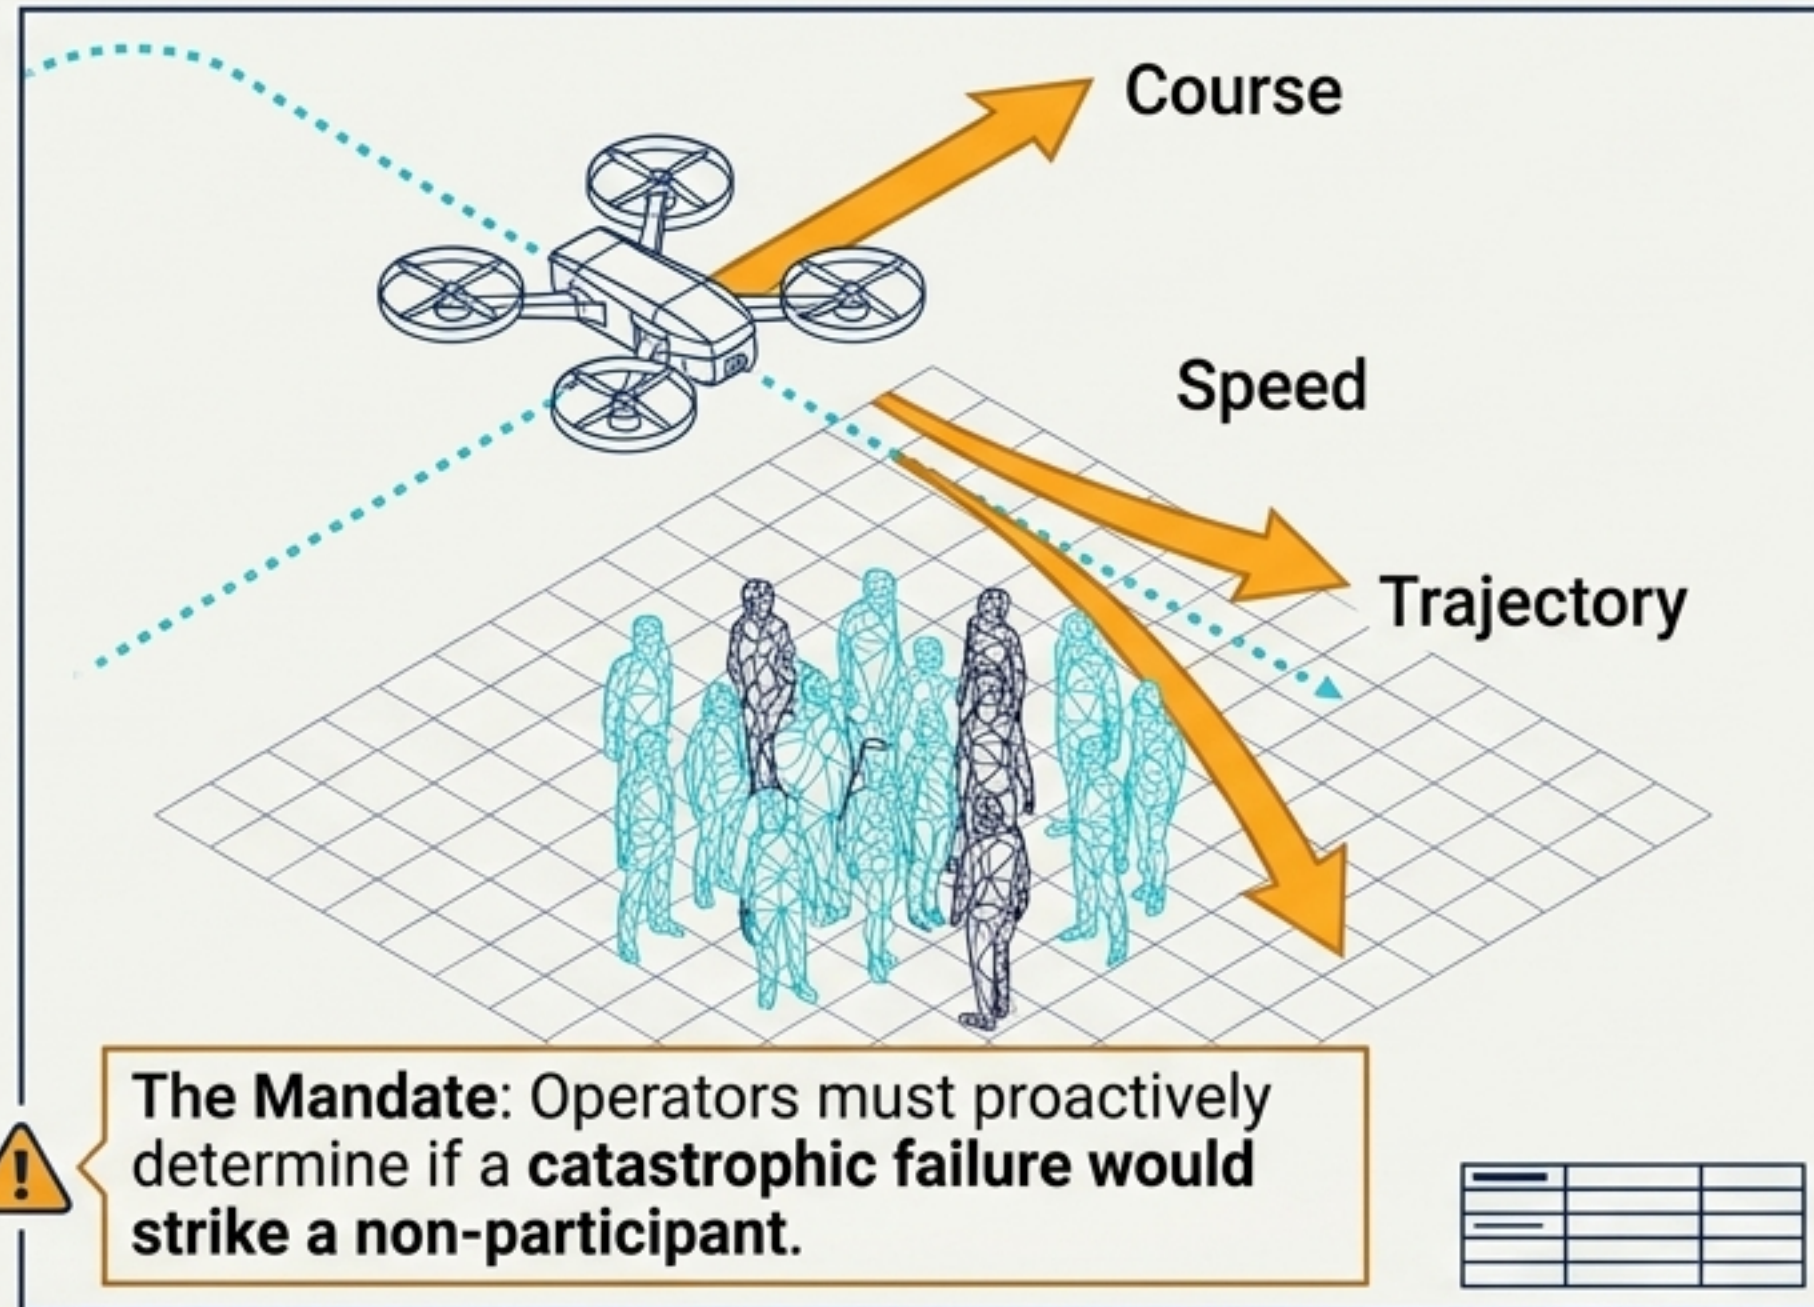 Course
Speed
Trajectory
The Mandate: Operators must proactively
determine if a catastrophic failure would
strike a non-participant.
!